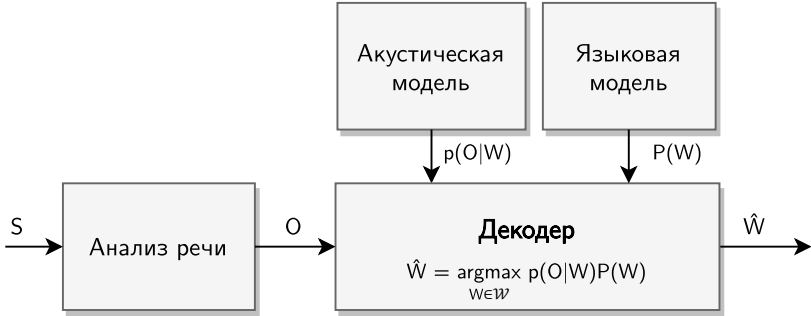 Акустическая
модель
Языковая
модель
p(O|W)
P(W)
S
Анализ речи
O
Декодер
Ŵ = argmax p(O|W)P(W)
W∈𝒲
Ŵ